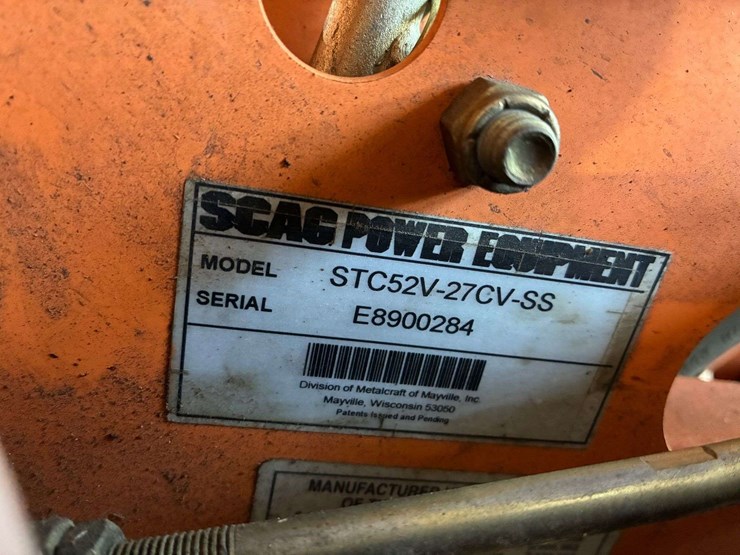 SCAG POWER EQUIPMENT
MODEL STC52V-27CV-SS
SERIAL E8900284
Division of Metalcraft of Mayville, Inc
Mayville, Wisconsin 53050
Patents Issued and Pending
MANUFACTURED
OF